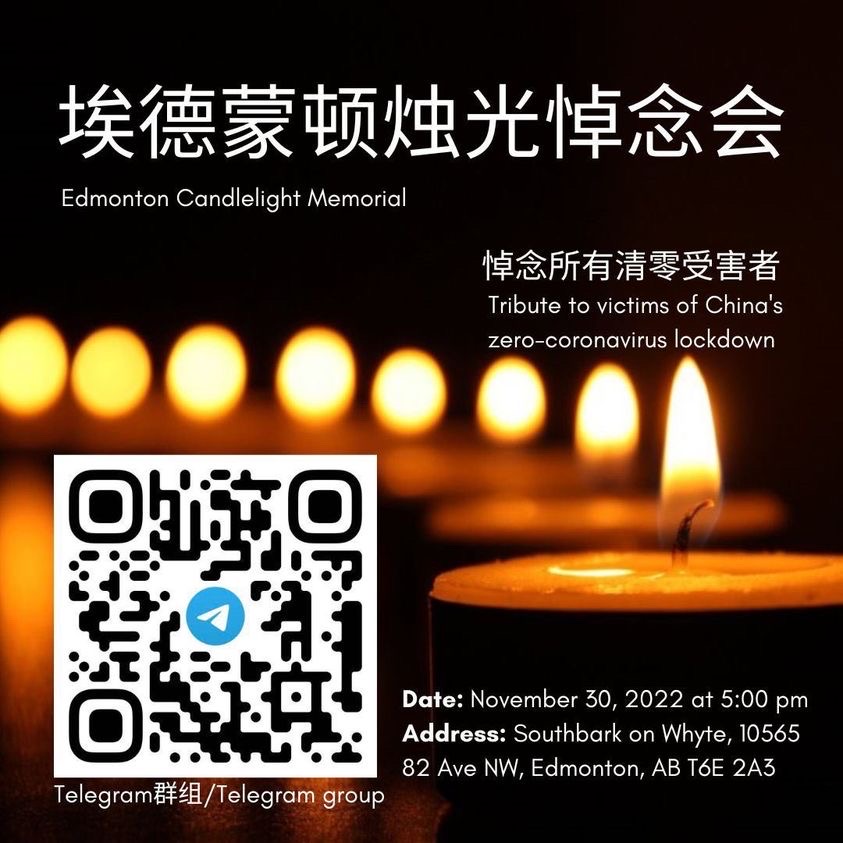 埃德蒙顿烛光悼念会
Edmonton Candlelight Memorial
悼念所有清零受害者
Tribute to victims of China's
zero-coronavirus lockdown
Date: November 30, 2022 at 5:00 pm
Address: Southbark on Whyte, 10565
82 Ave NW, Edmonton, AB T6E 2A3
Telegram群组/Telegram group